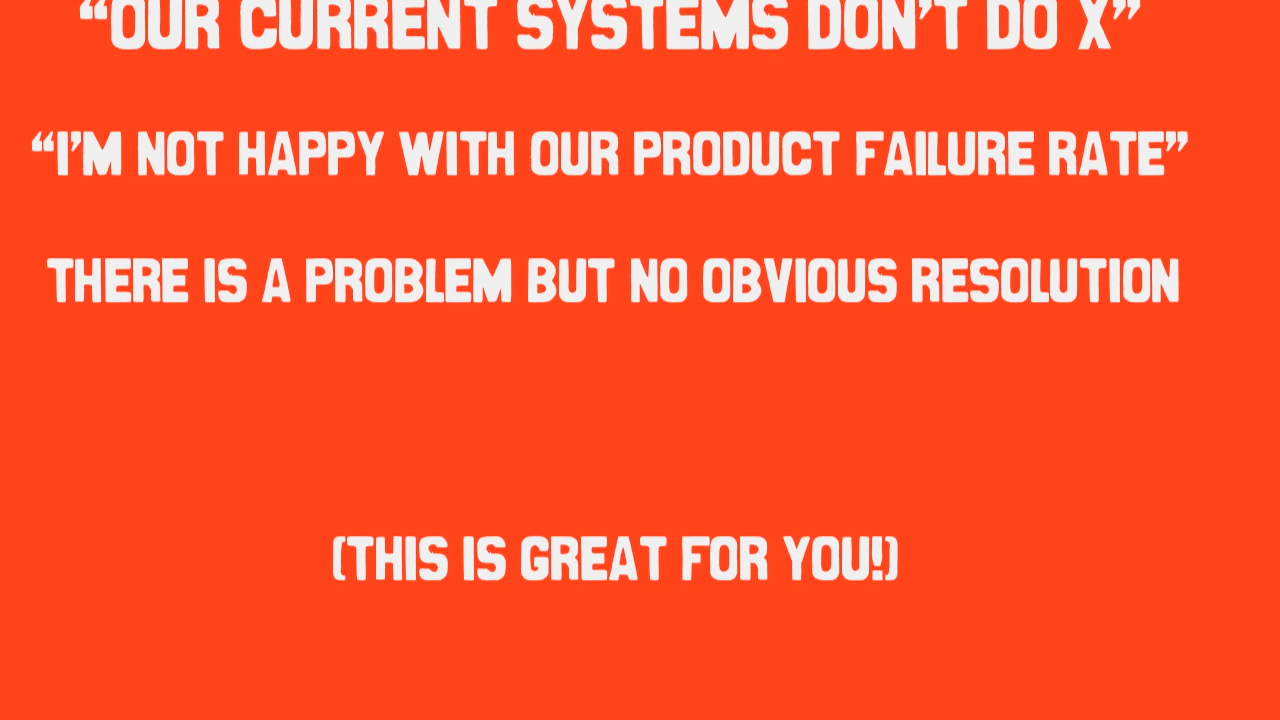 “OUR CURRENT SYSTEMS DON’T DO X”
“I’M NOT HAPPY WITH OUR PRODUCT FAILURE RATE”
THERE IS A PROBLEM BUT NO OBVIOUS RESOLUTION
(THIS IS GREAT FOR YOU!)